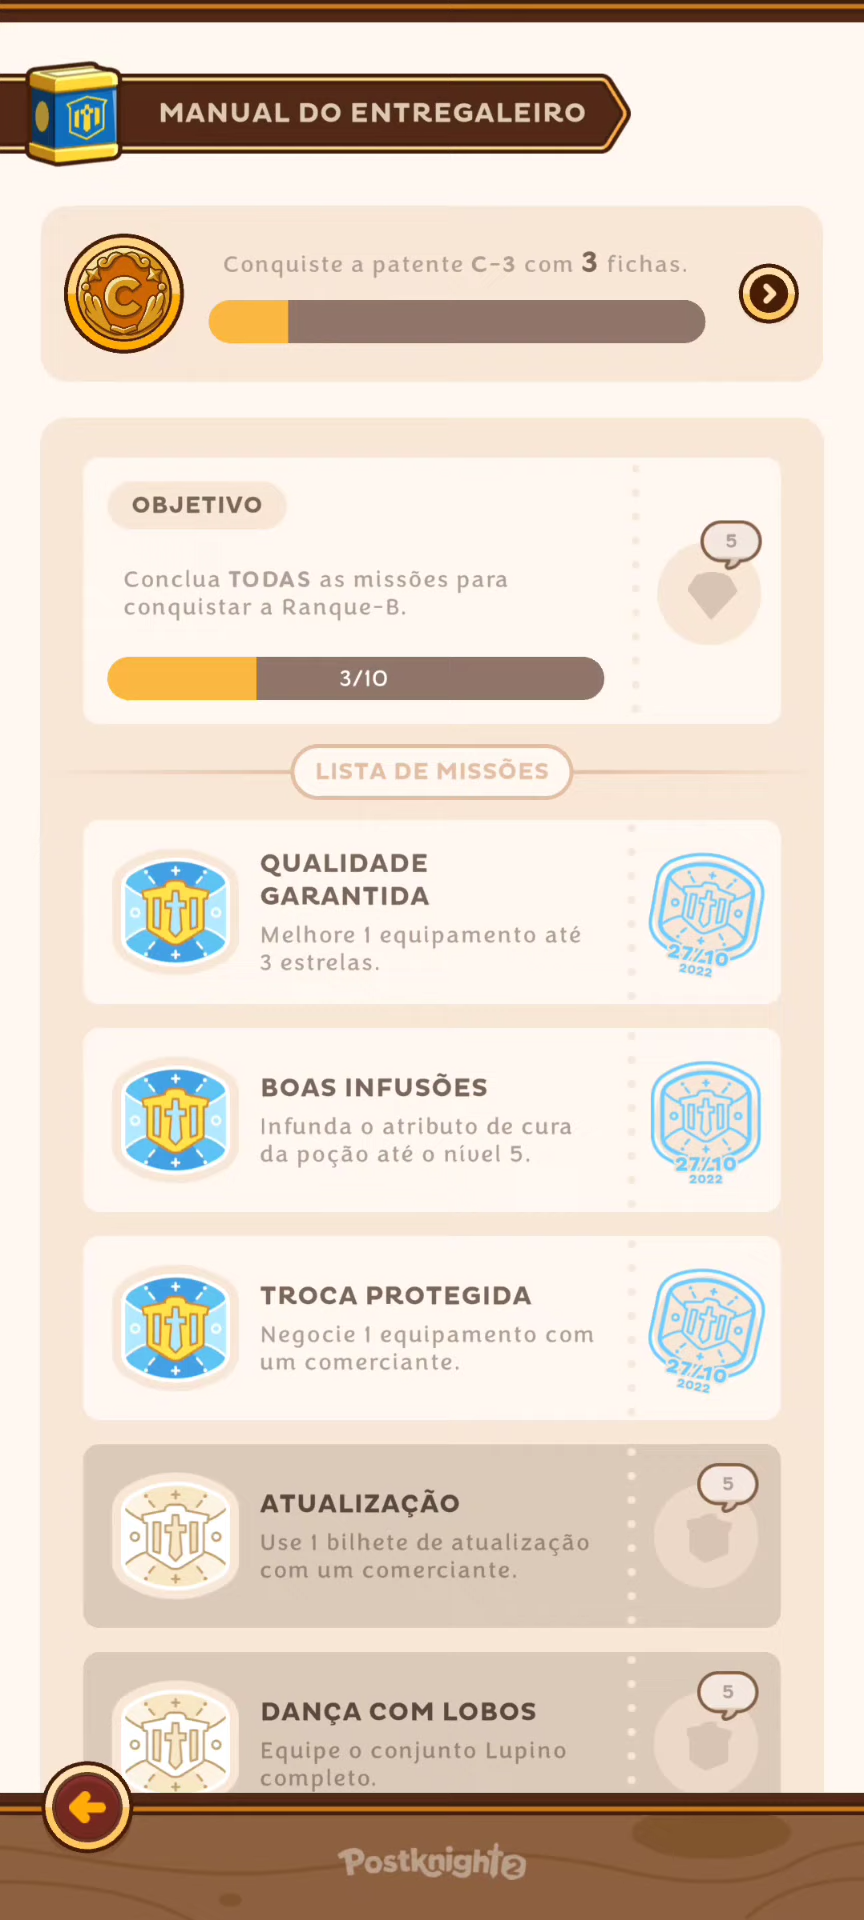 MANUAL DO ENTREGALEIRO
C
Conquiste a patente C-3 com 3 fichas.
OBJETIVO
5
Conclua TODAS as missões para
conquistar a Ranque-B.
3/10
LISTA DE MISSÕES
QUALIDADE
GARANTIDA
Melhore 1 equipamento até
3 estrelas.
27/10
2022
BOAS INFUSÕES
Infunda o atributo de cura
da poção até o nível 5.
27/10
2022
TROCA PROTEGIDA
Negocie 1 equipamento com
um comerciante.
27/10
2022
ATUALIZAÇÃO
Use 1 bilhete de atualização
com um comerciante.
5
DANÇA COM LOBOS
Equipe o conjunto Lupino
completo.
5
Postknight2